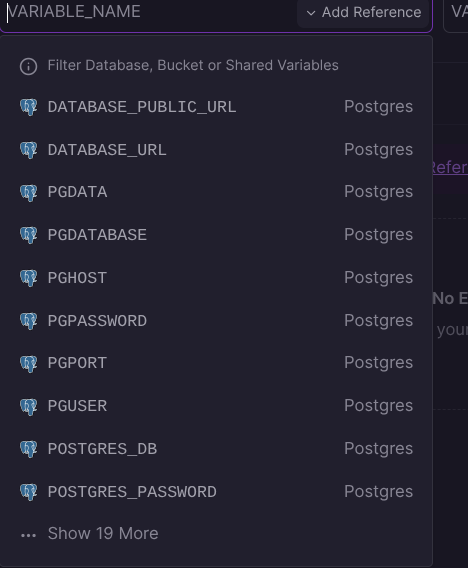 VARIABLE_NAME Add Reference VA
Filter Database, Bucket or Shared Variables
DATABASE_PUBLIC_URL Postgres
DATABASE_URL Postgres
PGDATA Postgres
Refer
PGDATABASE Postgres
PGHOST Postgres
No E
PGPASSWORD Postgres
your
PGPORT Postgres
PGUSER Postgres
POSTGRES_DB Postgres
POSTGRES_PASSWORD Postgres
Show 19 More